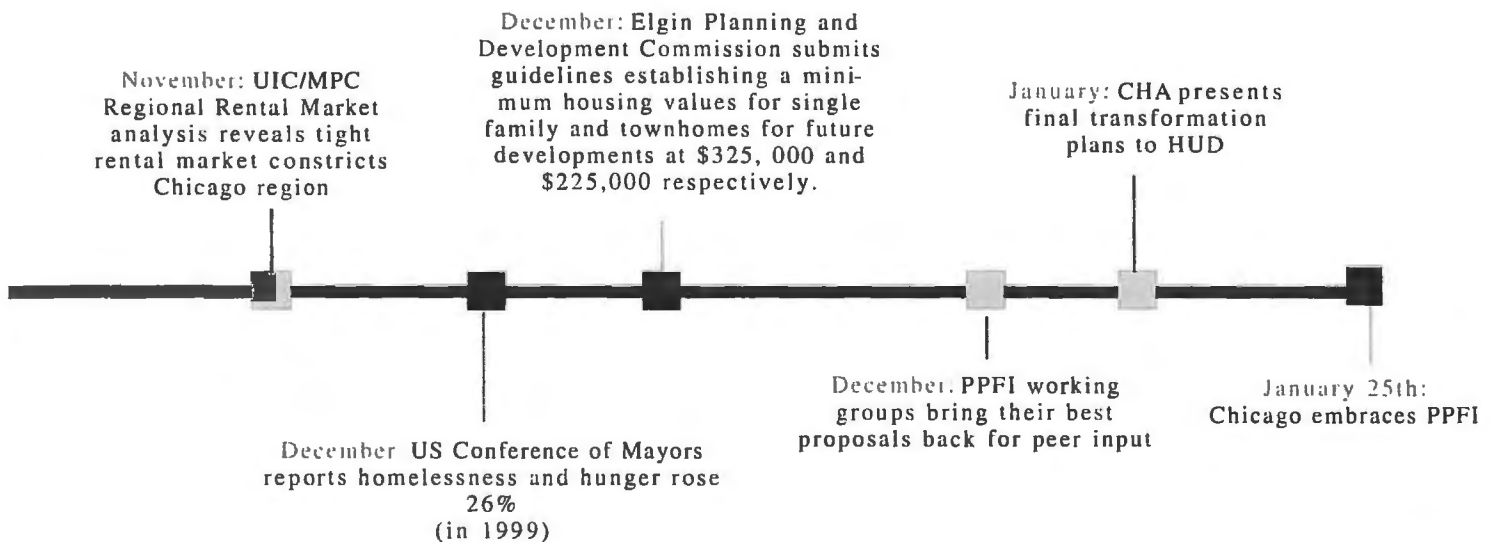 November: UIC/MPC
Regional Rental Market
analysis reveals tight
rental market constricts
Chicago region
December US Conference of Mayors
reports homelessness and hunger rose
26%
(in 1999)
December: Elgin Planning and
Development Commission submits
guidelines establishing a mini-
mum housing values for single
family and townhomes for future
developments at $325, 000 and
$225,000 respectively.
December. PPFI working
groups bring their best
proposals back for peer input
January: CHA presents
final transformation
plans to HUD
January 25th:
Chicago embraces PPFI